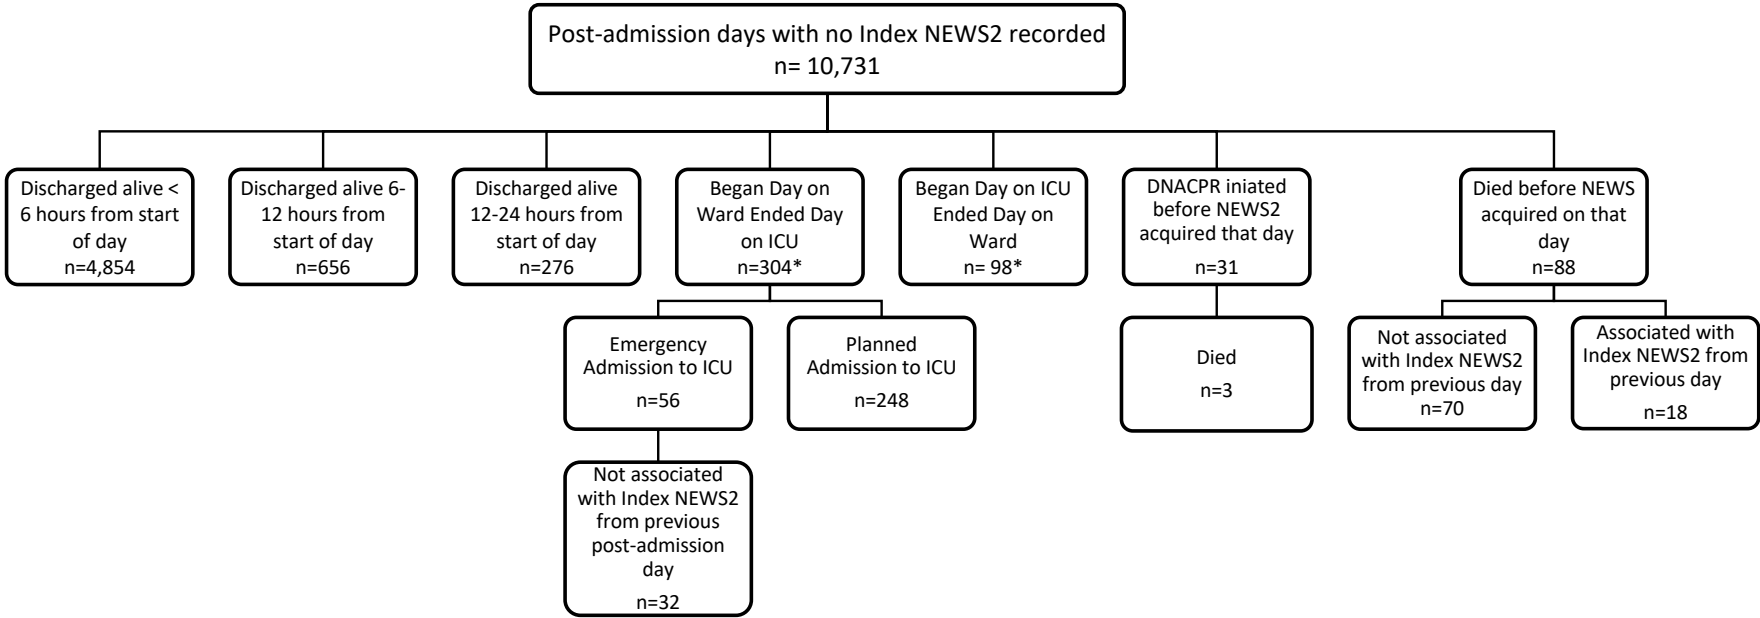 Post-admission days with no Index NEWS2 recorded
n= 10,731
Discharged alive <
6 hours from start
of day
n=4,854
Discharged alive 6-
12 hours from
start of day
n=656
Discharged alive
12-24 hours from
start of day
n=276
Began Day on
Ward Ended Day
on ICU
n=304*
Began Day on ICU
Ended Day on
Ward
n= 98*
DNACPR iniated
before NEWS2
acquired that day
n=31
Died before NEWS
acquired on that
day
n=88
Emergency
Admission to ICU
n=56
Planned
Admission to ICU
n=248
Died
n=3
Not associated
with Index NEWS2
from previous day
n=70
Associated with
Index NEWS2 from
previous day
n=18
Not associated
with Index NEWS2
from previous
post-admission
day
n=32